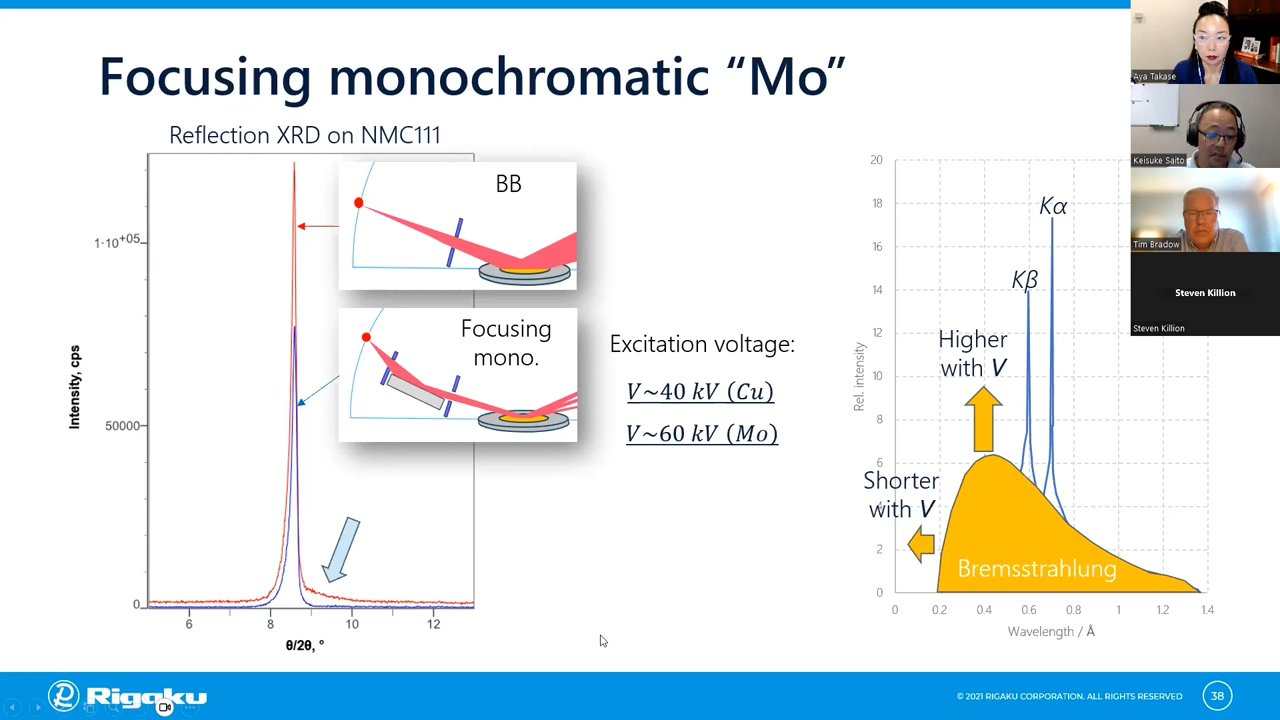 Focusing monochromatic “Mo”
Reflection XRD on NMC111
Intensity, cps
1·10+05
50000
0
6
8
10
12
θ/2θ, °
BB
Focusing
mono.
Excitation voltage:
V~40 kV (Cu)
V~60 kV (Mo)
Rel. intensity
20
18
16
14
12
10
8
6
4
2
0
Kα
Kβ
Higher
with V
Shorter
with V
Bremsstrahlung
0
0.2
0.4
0.6
0.8
1
1.2
1.4
Wavelength / Å
Aya Takase
Keisuke Saito
Tim Bradow
Steven Killion
Steven Killion
Rigaku
© 2021 RIGAKU CORPORATION. ALL RIGHTS RESERVED
38